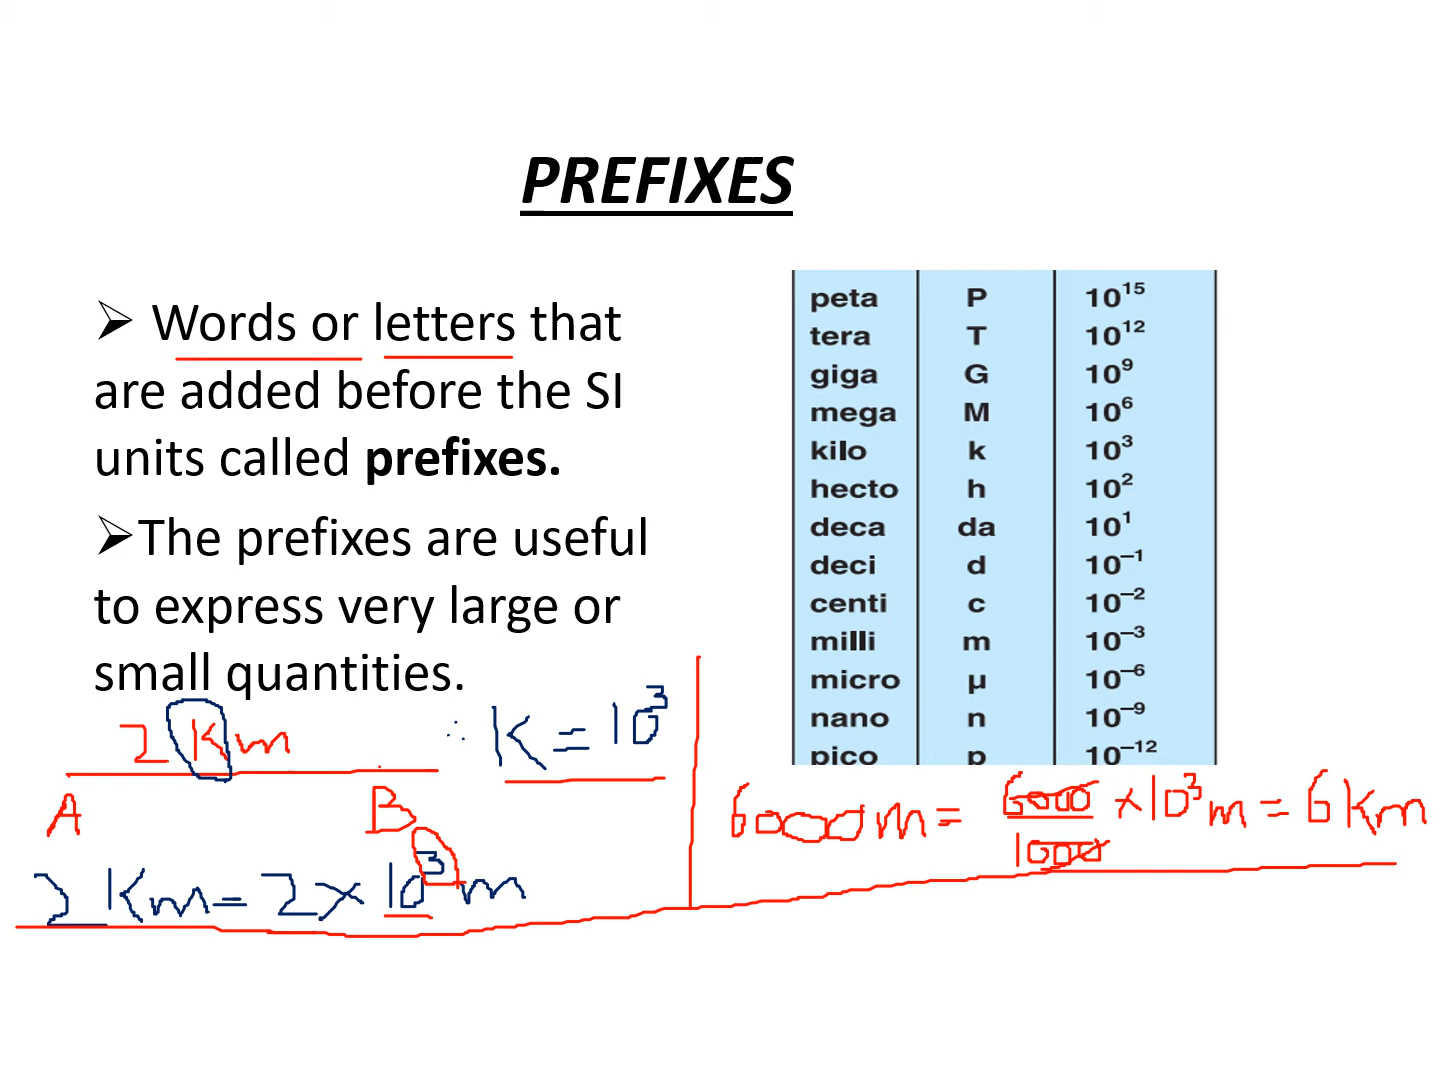 PREFIXES
➢ Words or letters that
are added before the SI
units called prefixes.
➢The prefixes are useful
to express very large or
small quantities.
peta P 10¹⁵
tera T 10¹²
giga G 10⁹
mega M 10⁶
kilo k 10³
hecto h 10²
deca da 10¹
deci d 10⁻¹
centi c 10⁻²
milli m 10⁻³
micro µ 10⁻⁶
nano n 10⁻⁹
pico p 10⁻¹²
2 Km
∴ K = 10³
A B
2 Km = 2 × 10³ m
6000m = 6000/1000 × 10³ m = 6 Km